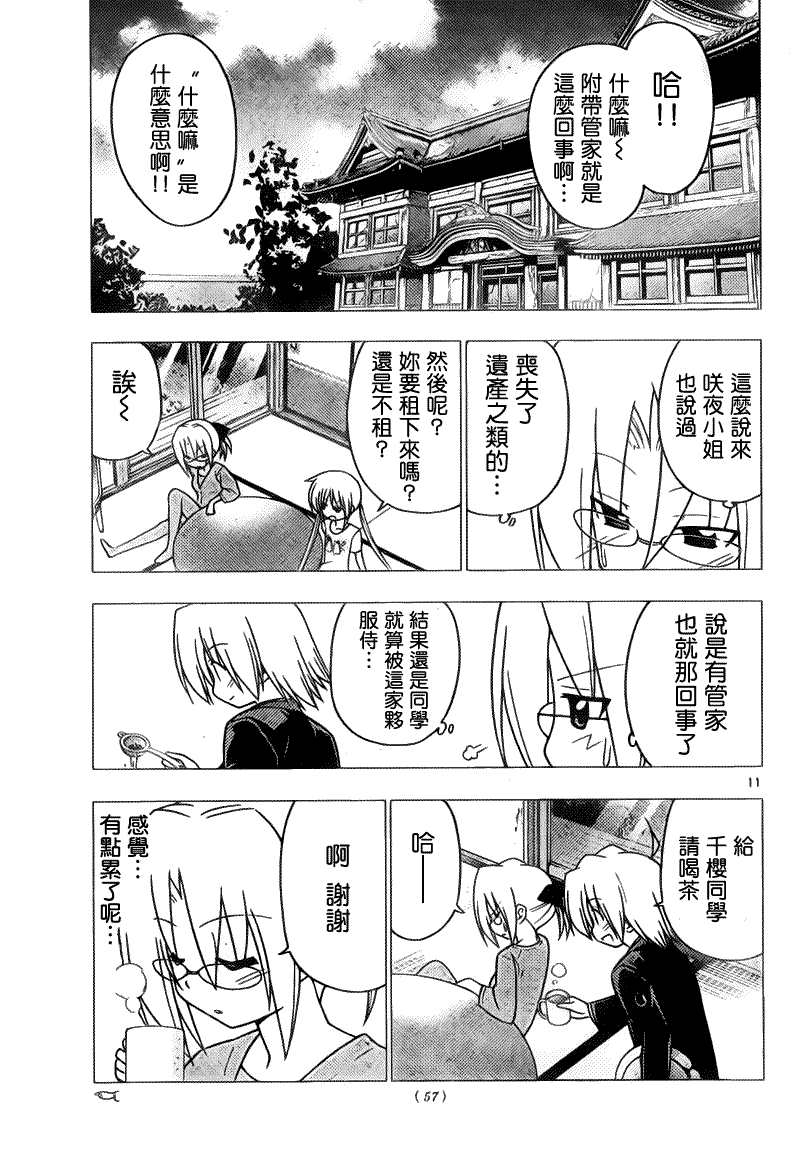 哈!!
什麼嘛~
附帶管家就是
這麼回事啊…
〝什麼嘛〞是
什麼意思啊!!
這麼說來
咲夜小姐
也說過
喪失了
遺產之類的…
然後呢?
妳要租下來嗎?
還是不租?
誒~
說是有管家
也就那回事了
結果還是同學
就算被這家夥
服侍…
11
給
千櫻同學
請喝茶
哈—
啊 謝謝
感覺…
有點累了呢…
(57)